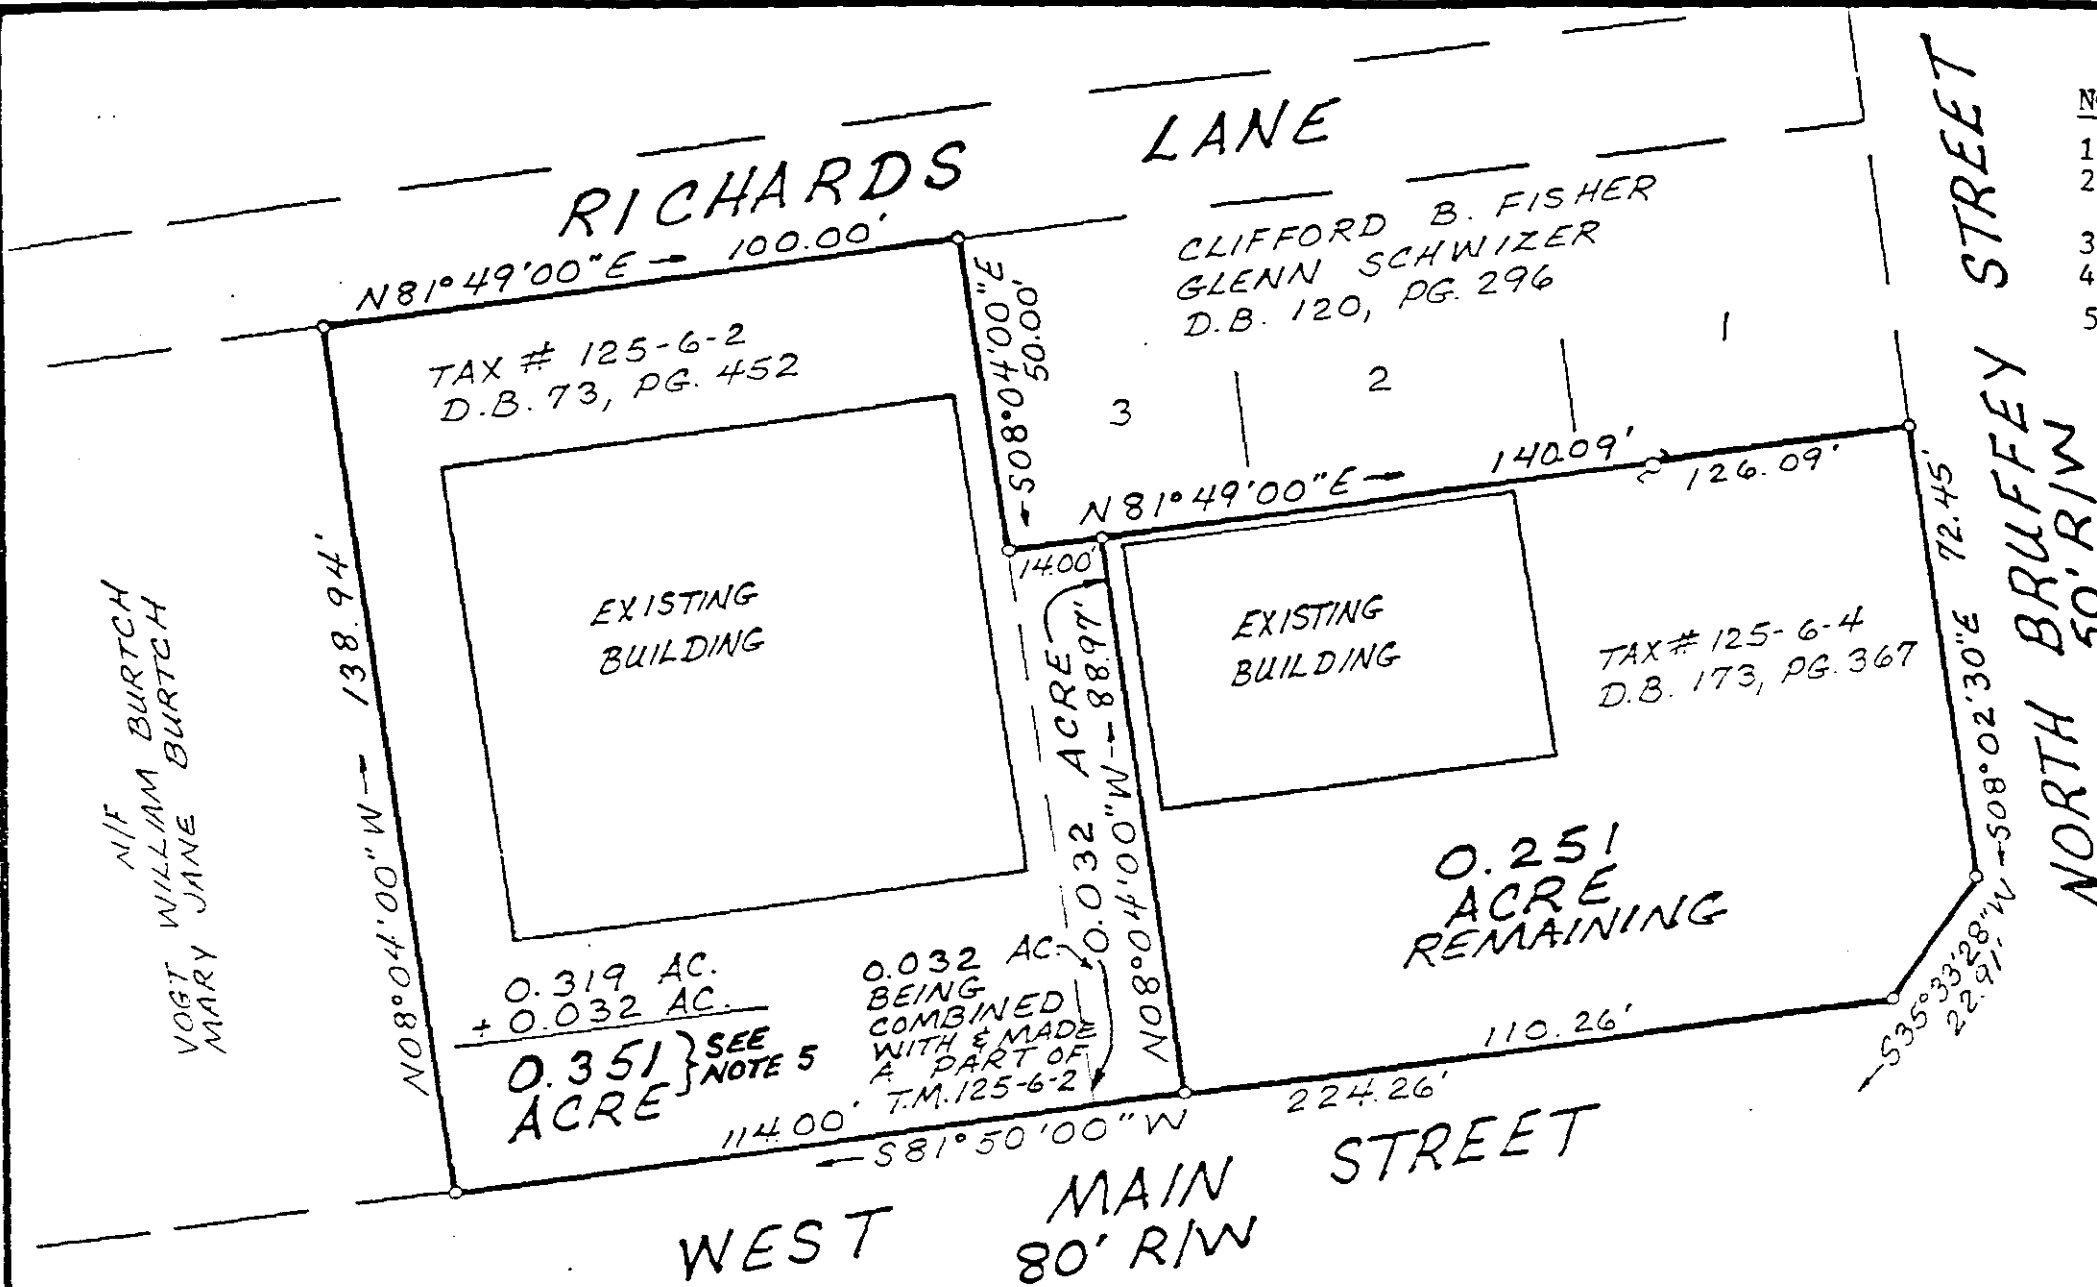 RICHARDS LANE
N81°49'00"E → 100.00'
TAX # 125-6-2
D.B. 73, PG. 452
←S08°04'00"E
50.00'
CLIFFORD B. FISHER
GLENN SCHWIZER
D.B. 120, PG. 296
3
2
1
N81°49'00"E → 140.09'
126.09'
14.00'
NORTH BRUFFEY STREET
50' R/W
←S08°02'30"E 72.45'
←S35°33'28"W
22.91'
EXISTING
BUILDING
EXISTING
BUILDING
TAX# 125-6-4
D.B. 173, PG. 367
N/F
VOGT WILLIAM BURTCH
MARY JANE BURTCH
N08°04'00"W → 138.94'
0.032 ACRE
N08°04'00"W → 88.97'
0.251
ACRE
REMAINING
0.319 AC.
+ 0.032 AC.
0.351
ACRE
} SEE
NOTE 5
0.032 AC.
BEING
COMBINED
WITH & MADE
A PART OF
T.M. 125-6-2
114.00'
110.26'
← S81°50'00"W
224.26'
WEST MAIN STREET
80' R/W
1
2
3
4
5